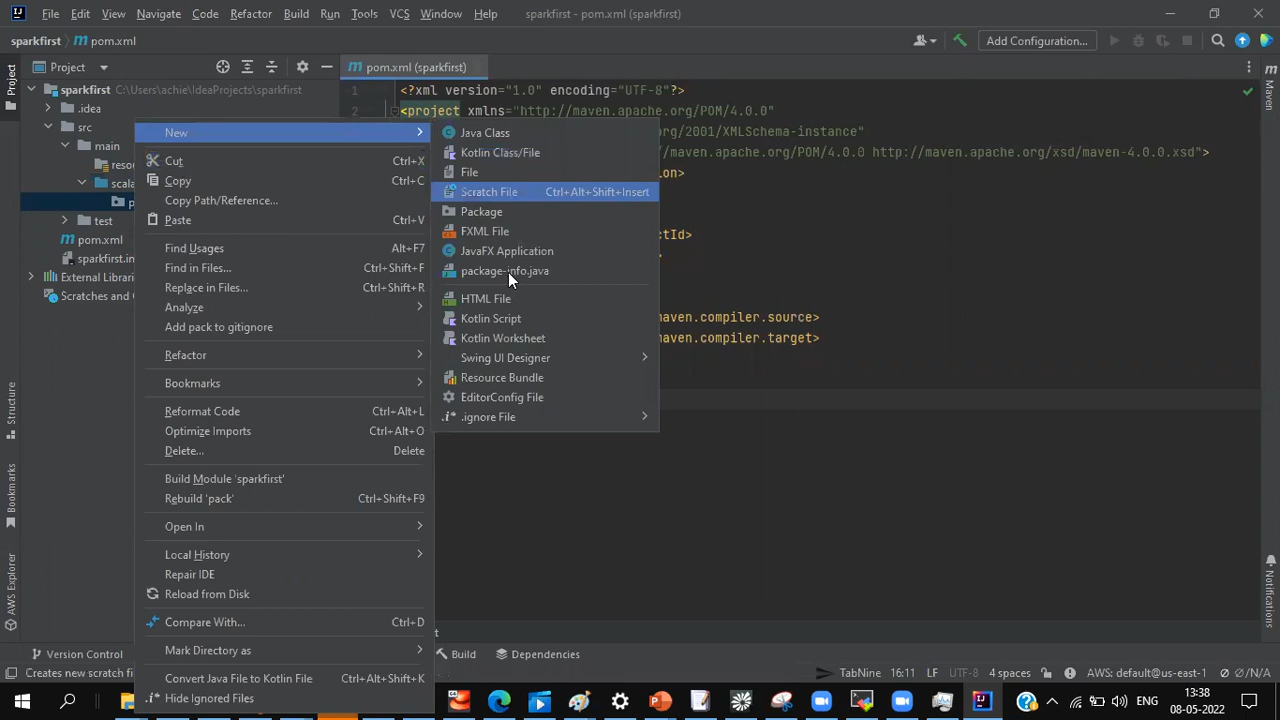 File Edit View Navigate Code Refactor Build Run Tools VCS Window Help sparkfirst - pom.xml (sparkfirst)
sparkfirst pom.xml Add Configuration...
Project pom.xml (sparkfirst)
Project
Structure
Bookmarks
AWS Explorer
sparkfirst C:\Users\achie\IdeaProjects\sparkfirst
.idea
src
main
scala
test
pom.xml
Scratches and
1 <?xml version="1.0" encoding="UTF-8"?>
2 <project xmlns="http://maven.apache.org/POM/4.0.0"
2001/XMLSchema-instance"
/maven.apache.org/POM/4.0.0 http://maven.apache.org/xsd/maven-4.0.0.xsd">
ion>
ctId>
maven.compiler.source>
maven.compiler.target>
New
Cut Ctrl+X
Copy Ctrl+C
Copy Path/Reference...
Paste Ctrl+V
Find Usages Alt+F7
Find in Files... Ctrl+Shift+F
Replace in Files...
Analyze
Add pack to gitignore
Refactor
Bookmarks
Reformat Code Ctrl+Alt+L
Optimize Imports Ctrl+Alt+O
Delete... Delete
Build Module 'sparkfirst'
Rebuild 'pack' Ctrl+Shift+F9
Open In
Local History
Repair IDE
Reload from Disk
Compare With... Ctrl+D
Mark Directory as
Convert Java File to Kotlin File Ctrl+Alt+Shift+K
Hide Ignored Files
Java Class
Kotlin Class/File
File
Scratch File Ctrl+Alt+Shift+Insert
Package
FXML File
JavaFX Application
package-info.java
HTML File
Kotlin Script
Kotlin Worksheet
Swing UI Designer
Resource Bundle
EditorConfig File
.ignore File
Maven
Notifications
Version Control Build Dependencies
Creates new scratch fi TabNine 16:11 LF UTF-8 4 spaces AWS: default@us-east-1 Ø/N/A
ENG 13:38
08-05-2022